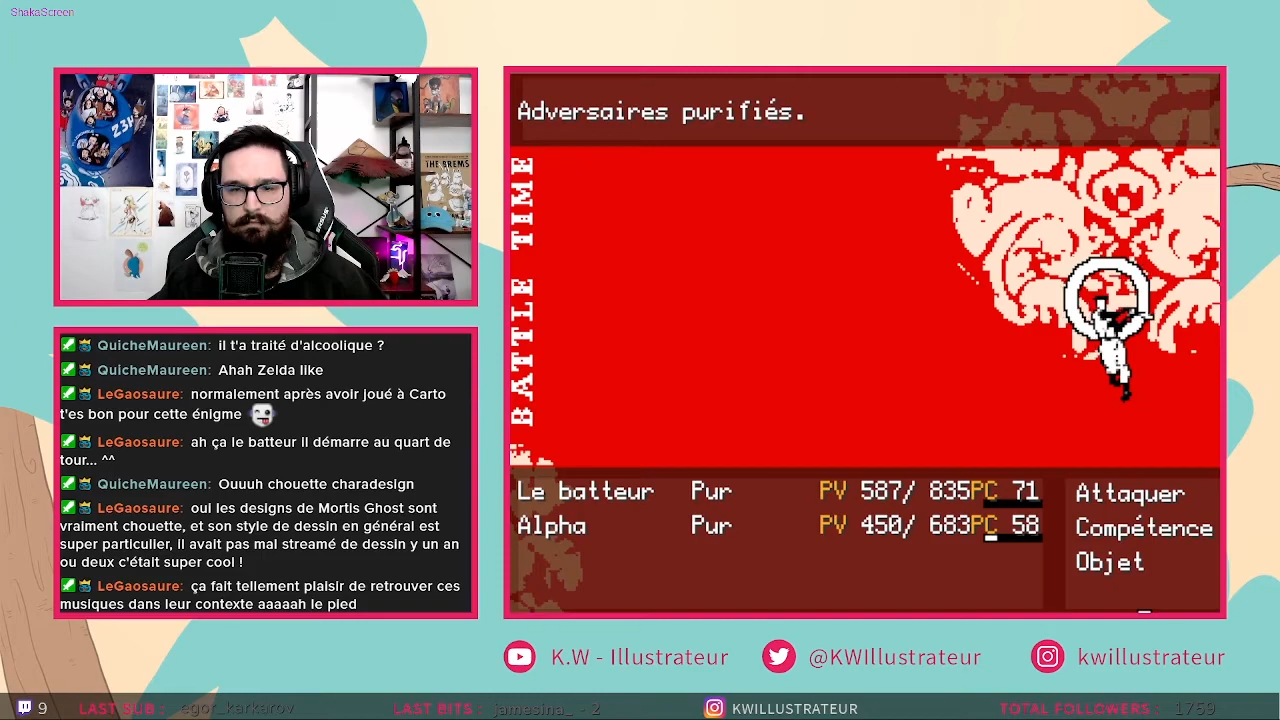 ShakaScreen
Z3H
THE BREMS
QuicheMaureen: il t'a traité d'alcoolique ?
QuicheMaureen: Ahah Zelda like
LeGaosaure: normalement après avoir joué à Carto
t'es bon pour cette énigme
LeGaosaure: ah ça le batteur il démarre au quart de
tour... ^^
QuicheMaureen: Ouuuh chouette charadesign
LeGaosaure: oui les designs de Mortis Ghost sont
vraiment chouette, et son style de dessin en général est
super particulier, il avait pas mal streamé de dessin y un an
ou deux c'était super cool !
LeGaosaure: ça fait tellement plaisir de retrouver ces
musiques dans leur contexte aaaaah le pied
Adversaires purifiés.
BATTLE TIME
Le batteur Pur PV 587/ 835PC 71
Alpha Pur PV 450/ 683PC 58
Attaquer
Compétence
Objet
K.W - Illustrateur
@KWIllustrateur
kwillustrateur
9
LAST SUB : egor_karkarov
LAST BITS : jamesina_ - 2
KWILLUSTRATEUR
TOTAL FOLLOWERS : 1759